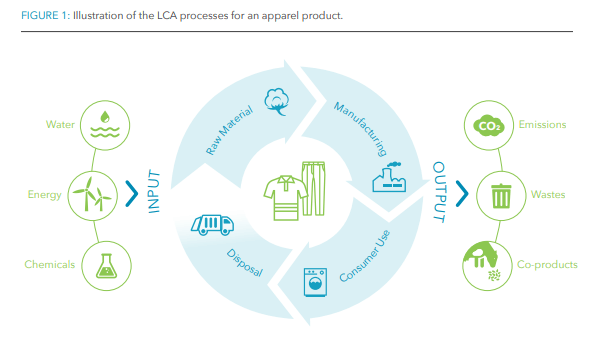 FIGURE 1: Illustration of the LCA processes for an apparel product.
Water
Energy
Chemicals
INPUT
Raw Material
Manufacturing
Consumer Use
Disposal
OUTPUT
CO₂
Emissions
Wastes
Co-products